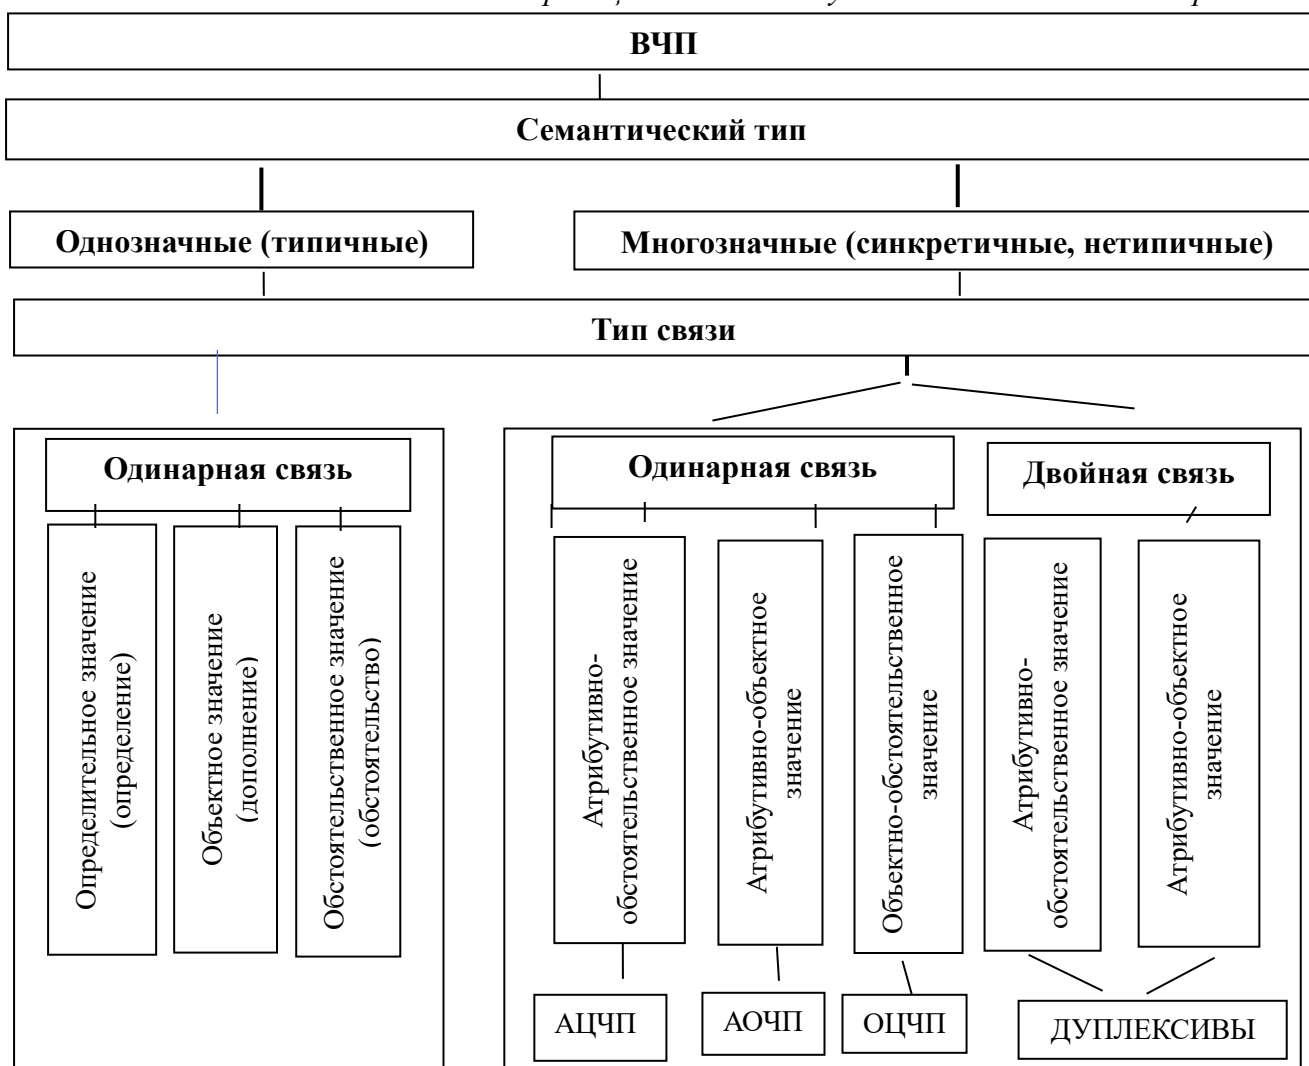 ВЧП
Семантический тип
Однозначные (типичные)
Многозначные (синкретичные, нетипичные)
Тип связи
Одинарная связь
Одинарная связь
Двойная связь
Определительное значение
(определение)
Объектное значение
(дополнение)
Обстоятельственное значение
(обстоятельство)
Атрибутивно-
обстоятельственное значение
Атрибутивно-объектное
значение
Объектно-обстоятельственное
значение
Атрибутивно-
обстоятельственное значение
Атрибутивно-объектное
значение
АЦЧП
АОЧП
ОЦЧП
ДУПЛЕКСИВЫ